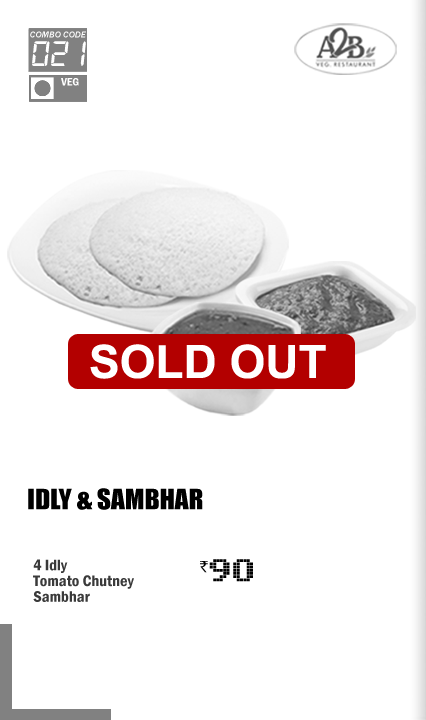 COMBO CODE
021
VEG
A2B
VEG. RESTAURANT
SOLD OUT
IDLY & SAMBHAR
4 Idly
Tomato Chutney
Sambhar
₹90